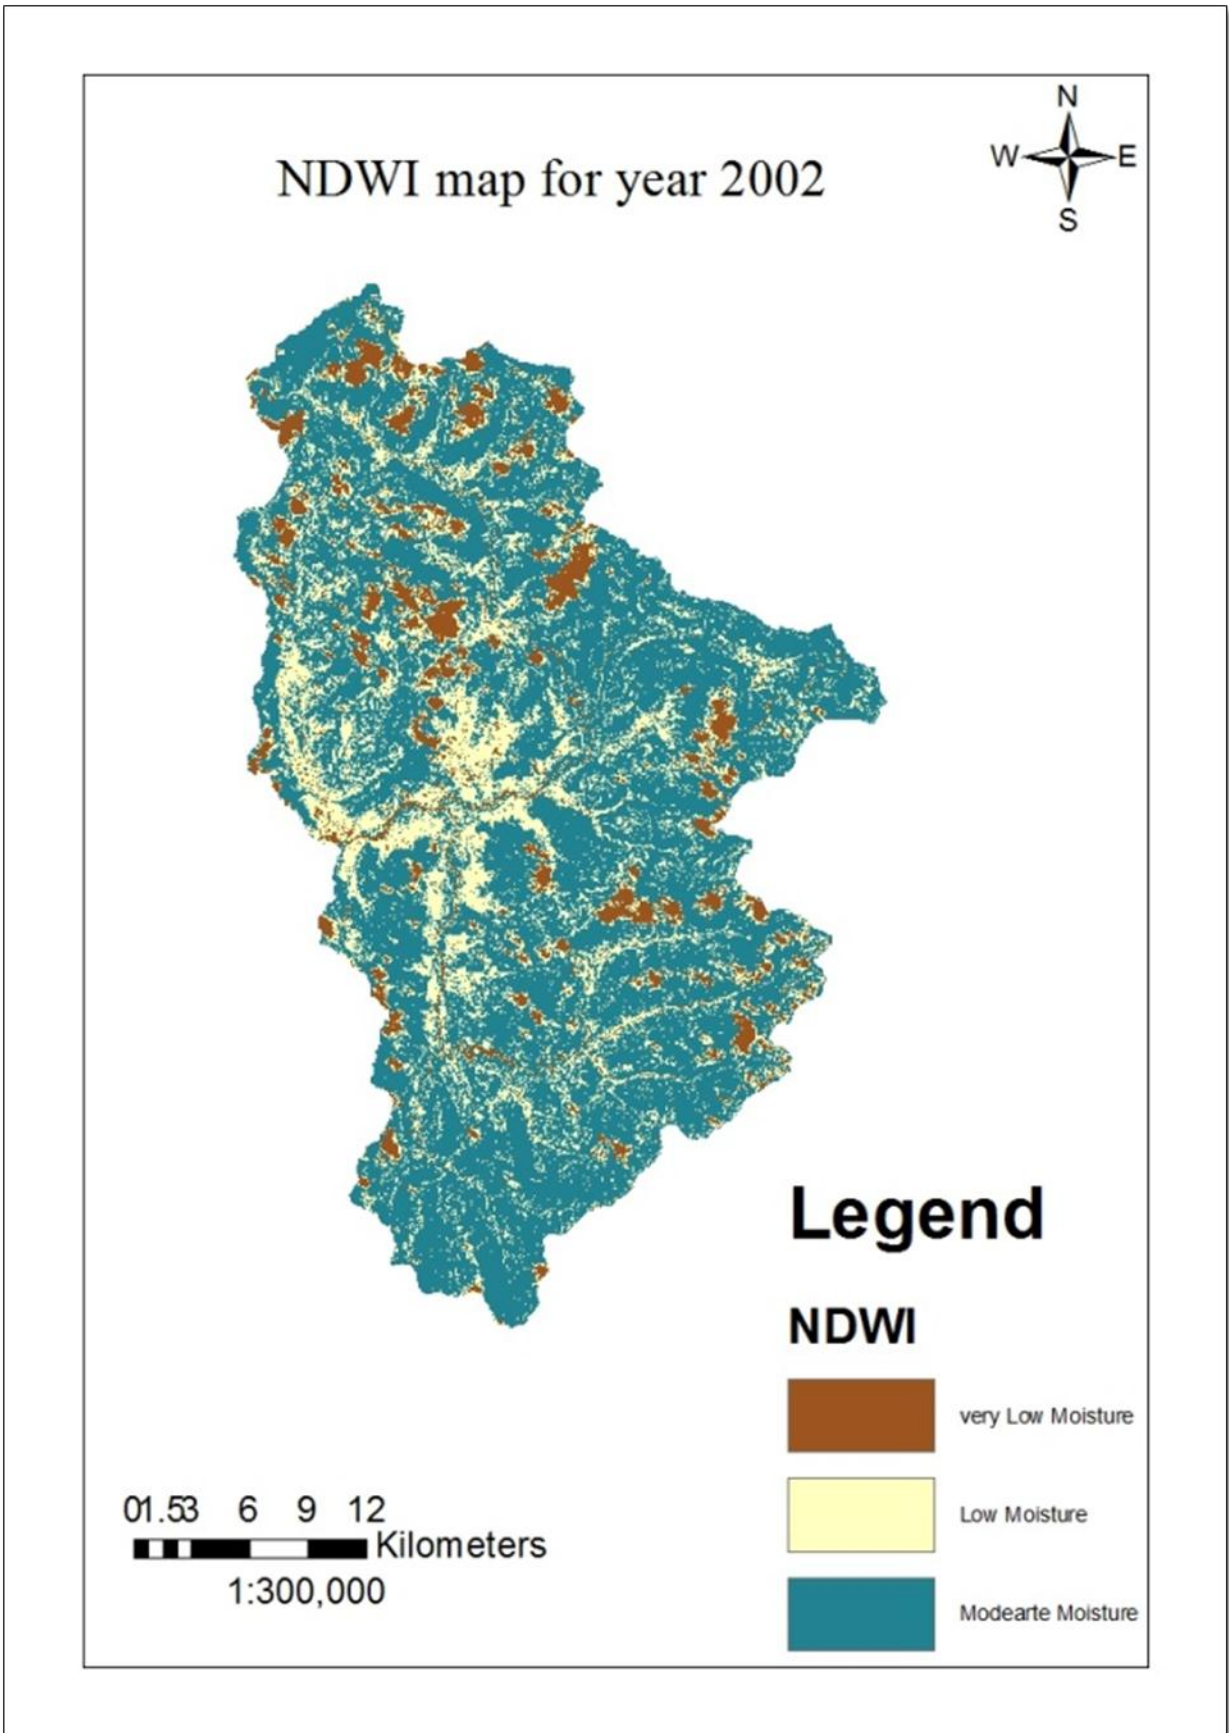 N
W E
S
NDWI map for year 2002
Legend
NDWI
very Low Moisture
Low Moisture
Modearte Moisture
01.53 6 9 12
Kilometers
1:300,000